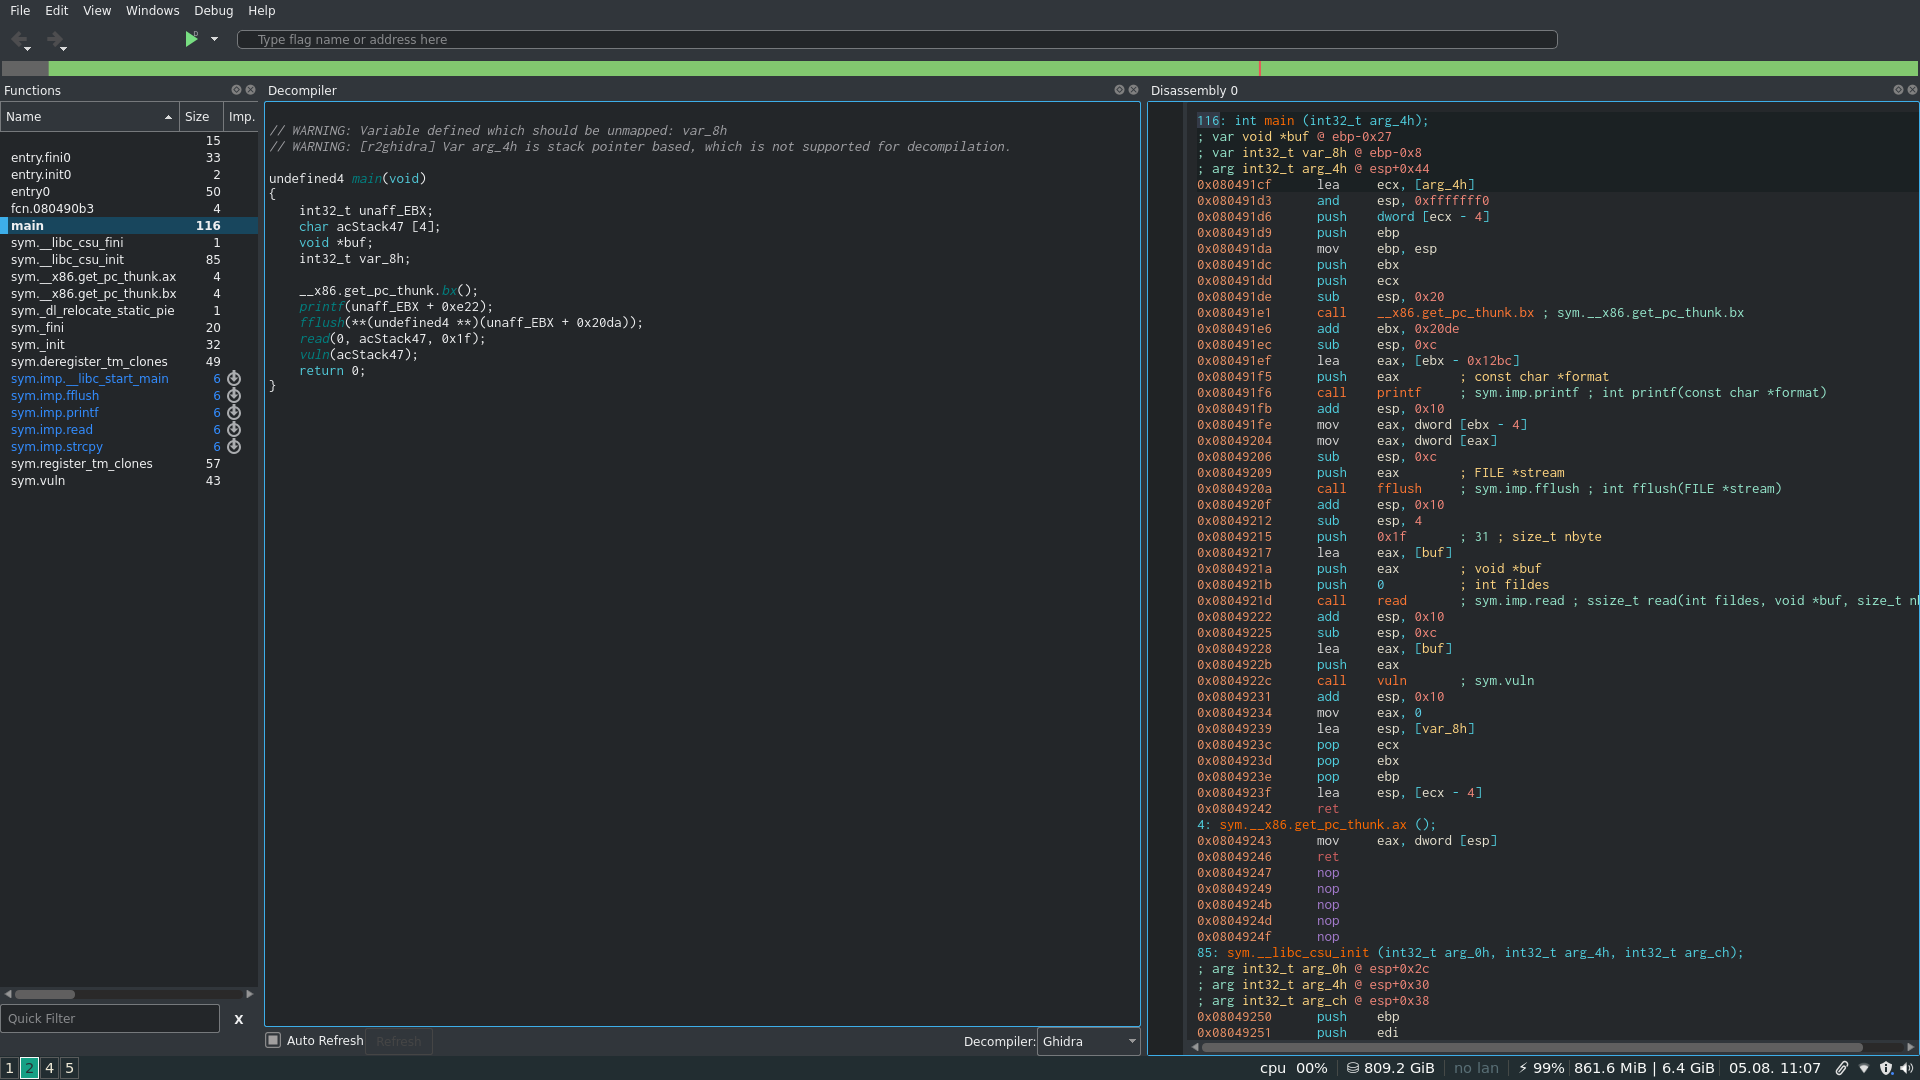 File Edit View Windows Debug Help
Type flag name or address here
Functions
Name Size Imp.
15
entry.fini0 33
entry.init0 2
entry0 50
fcn.080490b3 4
main 116
sym.__libc_csu_fini 1
sym.__libc_csu_init 85
sym.__x86.get_pc_thunk.ax 4
sym.__x86.get_pc_thunk.bx 4
sym._dl_relocate_static_pie 1
sym._fini 20
sym._init 32
sym.deregister_tm_clones 49
sym.imp.__libc_start_main 6
sym.imp.fflush 6
sym.imp.printf 6
sym.imp.read 6
sym.imp.strcpy 6
sym.register_tm_clones 57
sym.vuln 43
Quick Filter X
Decompiler
// WARNING: Variable defined which should be unmapped: var_8h
// WARNING: [r2ghidra] Var arg_4h is stack pointer based, which is not supported for decompilation.
undefined4 main(void)
{
int32_t unaff_EBX;
char acStack47 [4];
void *buf;
int32_t var_8h;
__x86.get_pc_thunk.bx();
printf(unaff_EBX + 0xe22);
fflush(**(undefined4 **)(unaff_EBX + 0x20da));
read(0, acStack47, 0x1f);
vuln(acStack47);
return 0;
}
Auto Refresh Refresh Decompiler: Ghidra
Disassembly 0
116: int main (int32_t arg_4h);
; var void *buf @ ebp-0x27
; var int32_t var_8h @ ebp-0x8
; arg int32_t arg_4h @ esp+0x44
0x080491cf lea ecx, [arg_4h]
0x080491d3 and esp, 0xfffffff0
0x080491d6 push dword [ecx - 4]
0x080491d9 push ebp
0x080491da mov ebp, esp
0x080491dc push ebx
0x080491dd push ecx
0x080491de sub esp, 0x20
0x080491e1 call __x86.get_pc_thunk.bx ; sym.__x86.get_pc_thunk.bx
0x080491e6 add ebx, 0x20de
0x080491ec sub esp, 0xc
0x080491ef lea eax, [ebx - 0x12bc]
0x080491f5 push eax ; const char *format
0x080491f6 call printf ; sym.imp.printf ; int printf(const char *format)
0x080491fb add esp, 0x10
0x080491fe mov eax, dword [ebx - 4]
0x08049204 mov eax, dword [eax]
0x08049206 sub esp, 0xc
0x08049209 push eax ; FILE *stream
0x0804920a call fflush ; sym.imp.fflush ; int fflush(FILE *stream)
0x0804920f add esp, 0x10
0x08049212 sub esp, 4
0x08049215 push 0x1f ; 31 ; size_t nbyte
0x08049217 lea eax, [buf]
0x0804921a push eax ; void *buf
0x0804921b push 0 ; int fildes
0x0804921d call read ; sym.imp.read ; ssize_t read(int fildes, void *buf, size_t
0x08049222 add esp, 0x10
0x08049225 sub esp, 0xc
0x08049228 lea eax, [buf]
0x0804922b push eax
0x0804922c call vuln ; sym.vuln
0x08049231 add esp, 0x10
0x08049234 mov eax, 0
0x08049239 lea esp, [var_8h]
0x0804923c pop ecx
0x0804923d pop ebx
0x0804923e pop ebp
0x0804923f lea esp, [ecx - 4]
0x08049242 ret
4: sym.__x86.get_pc_thunk.ax ();
0x08049243 mov eax, dword [esp]
0x08049246 ret
0x08049247 nop
0x08049249 nop
0x0804924b nop
0x0804924d nop
0x0804924f nop
85: sym.__libc_csu_init (int32_t arg_0h, int32_t arg_4h, int32_t arg_ch);
; arg int32_t arg_0h @ esp+0x2c
; arg int32_t arg_4h @ esp+0x30
; arg int32_t arg_ch @ esp+0x38
0x08049250 push ebp
0x08049251 push edi
1 2 4 5 cpu 00% 809.2 GiB no lan 99% 861.6 MiB | 6.4 GiB 05.08. 11:07